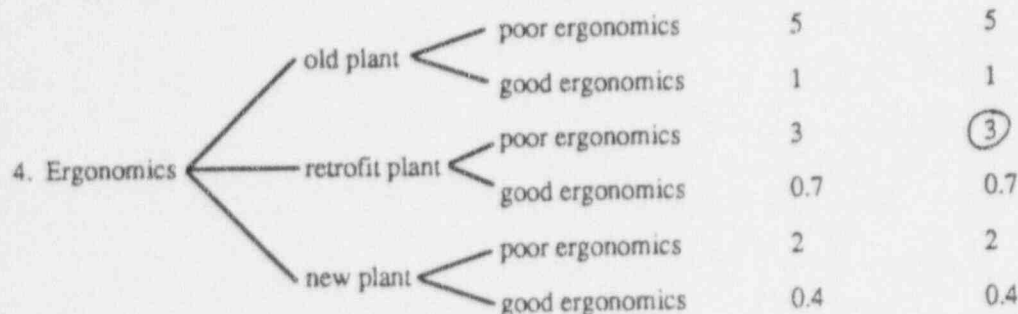 poor ergonomics 5 5
old plant
good ergonomics 1 1
poor ergonomics 3 3
4. Ergonomics retrofit plant
good ergonomics 0.7 0.7
poor ergonomics 2 2
new plant
good ergonomics 0.4 0.4